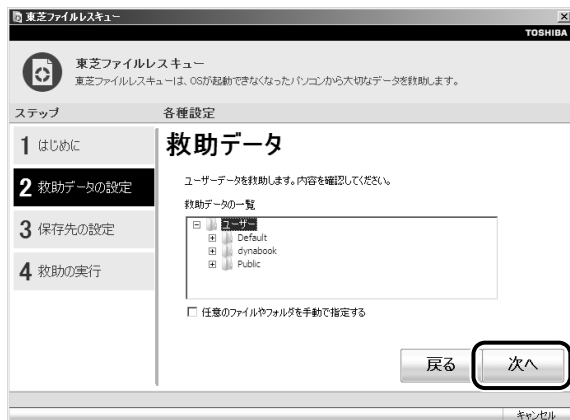 東芝ファイルレスキュー
TOSHIBA
東芝ファイルレスキュー
東芝ファイルレスキューは、OSが起動できなくなったパソコンから大切なデータを救助します。
ステップ
各種設定
1 はじめに
2 救助データの設定
3 保存先の設定
4 救助の実行
救助データ
ユーザーデータを救助します。内容を確認してください。
救助データの一覧
ユーザー
Default
dynabook
Public
任意のファイルやフォルダを手動で指定する
戻る
次へ
キャンセル